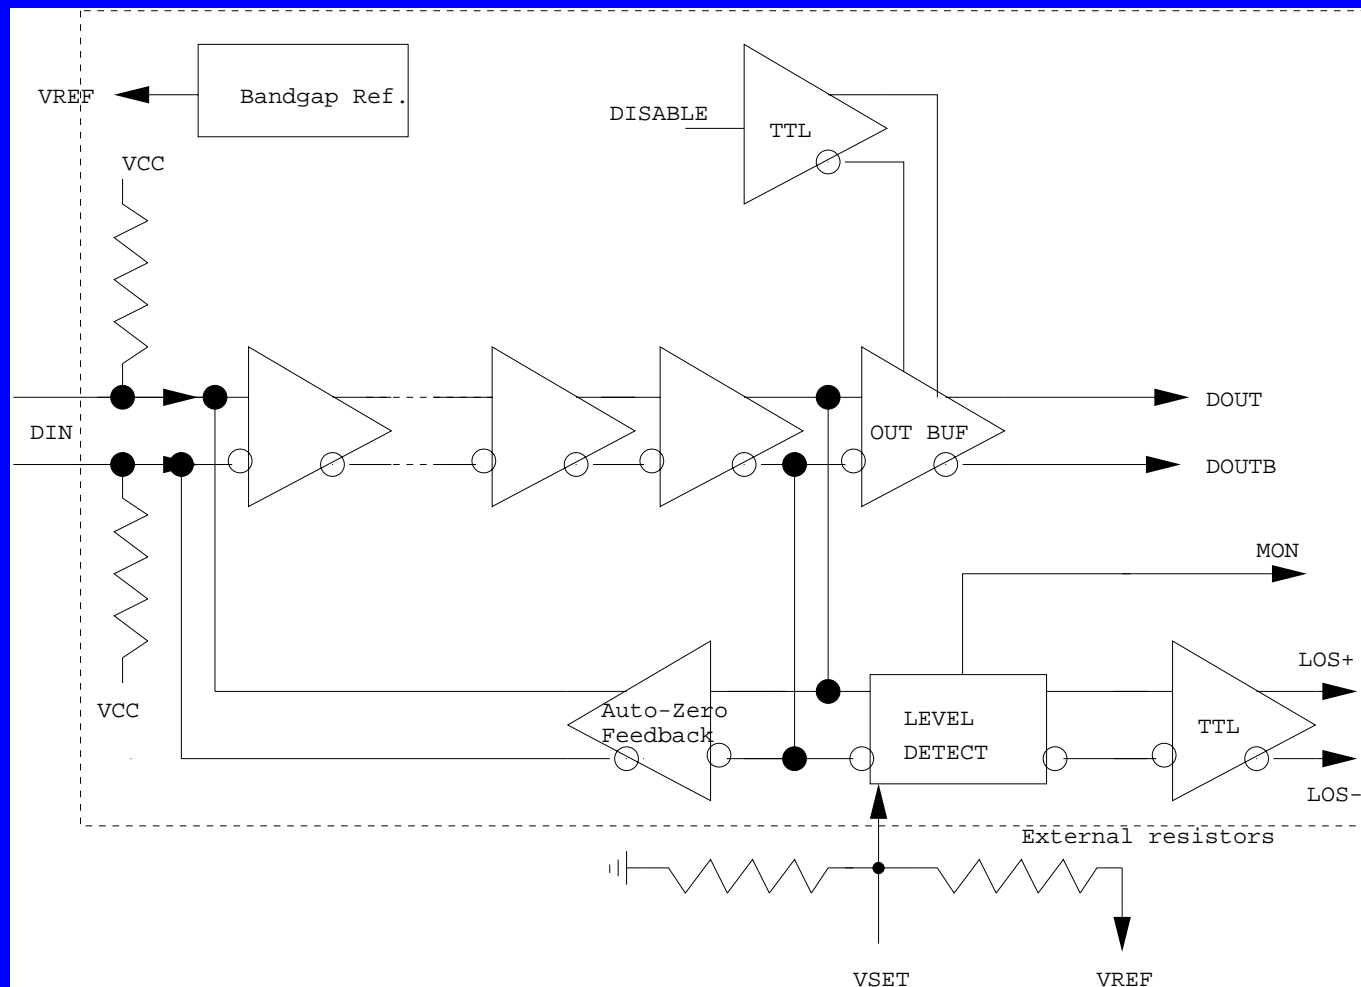 VREF
Bandgap Ref.
DISABLE
TTL
VCC
DIN
OUT BUF
DOUT
DOUTB
MON
VCC
Auto-Zero
Feedback
LEVEL
DETECT
TTL
LOS+
LOS-
External resistors
VSET
VREF